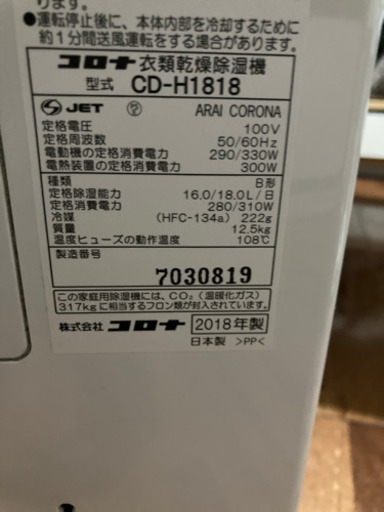 ります。
●運転停止後に、本体内部を冷却するために
約1分間送風運転をする場合があります。
コロナ衣類乾燥除湿機
型式 CD-H1818
JET ARAI CORONA
定格電圧 100V
定格周波数 50/60Hz
電動機の定格消費電力 290/330W
電熱装置の定格消費電力 300W
種類 B形
定格除湿能力 16.0/18.0L/日
定格消費電力 280/310W
冷媒 (HFC-134a) 222g
質量 12.5kg
温度ヒューズの動作温度 108℃
製造番号
7030819
この家庭用除湿機には、CO₂(温暖化ガス)
317kgに相当するフロン類が封入されています。
株式会社 コロナ 2018年製
日本製 >PP<